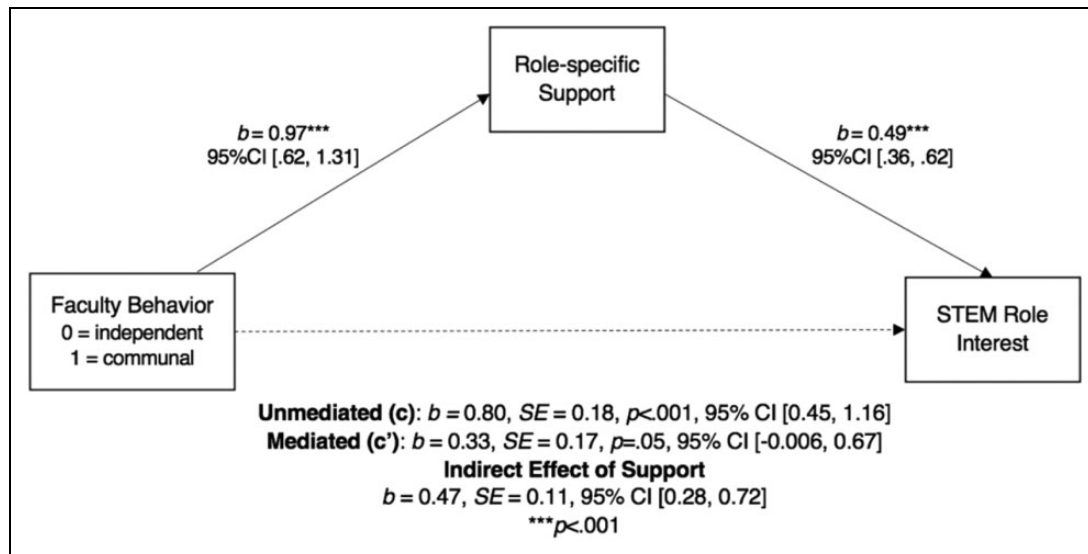 Role-specific
Support
b = 0.97***
95%CI [.62, 1.31]
b = 0.49***
95%CI [.36, .62]
Faculty Behavior
0 = independent
1 = communal
STEM Role
Interest
Unmediated (c): b = 0.80, SE = 0.18, p<.001, 95% CI [0.45, 1.16]
Mediated (c'): b = 0.33, SE = 0.17, p=.05, 95% CI [-0.006, 0.67]
Indirect Effect of Support
b = 0.47, SE = 0.11, 95% CI [0.28, 0.72]
***p<.001